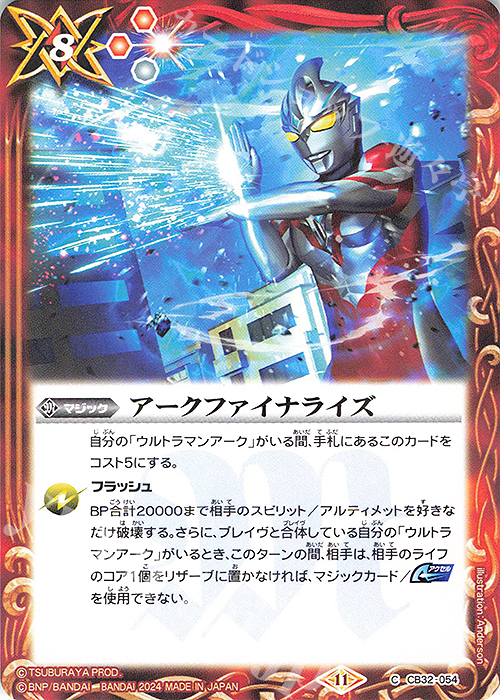 8
マジック アークファイナライズ
自分の「ウルトラマンアーク」がいる間、手札にあるこのカードを
コスト5にする。
フラッシュ
BP合計20000まで相手のスピリット／アルティメットを好きな
だけ破壊する。さらに、ブレイヴと合体している自分の「ウルトラ
マンアーク」がいるとき、このターンの間、相手は、相手のライフ
のコア1個をリザーブに置かなければ、マジックカード／アクセル
を使用できない。
illustration/Anderson
©TSUBURAYA PROD.
©BNP/BANDAI ©BANDAI 2024 MADE IN JAPAN
11 C CB32-054